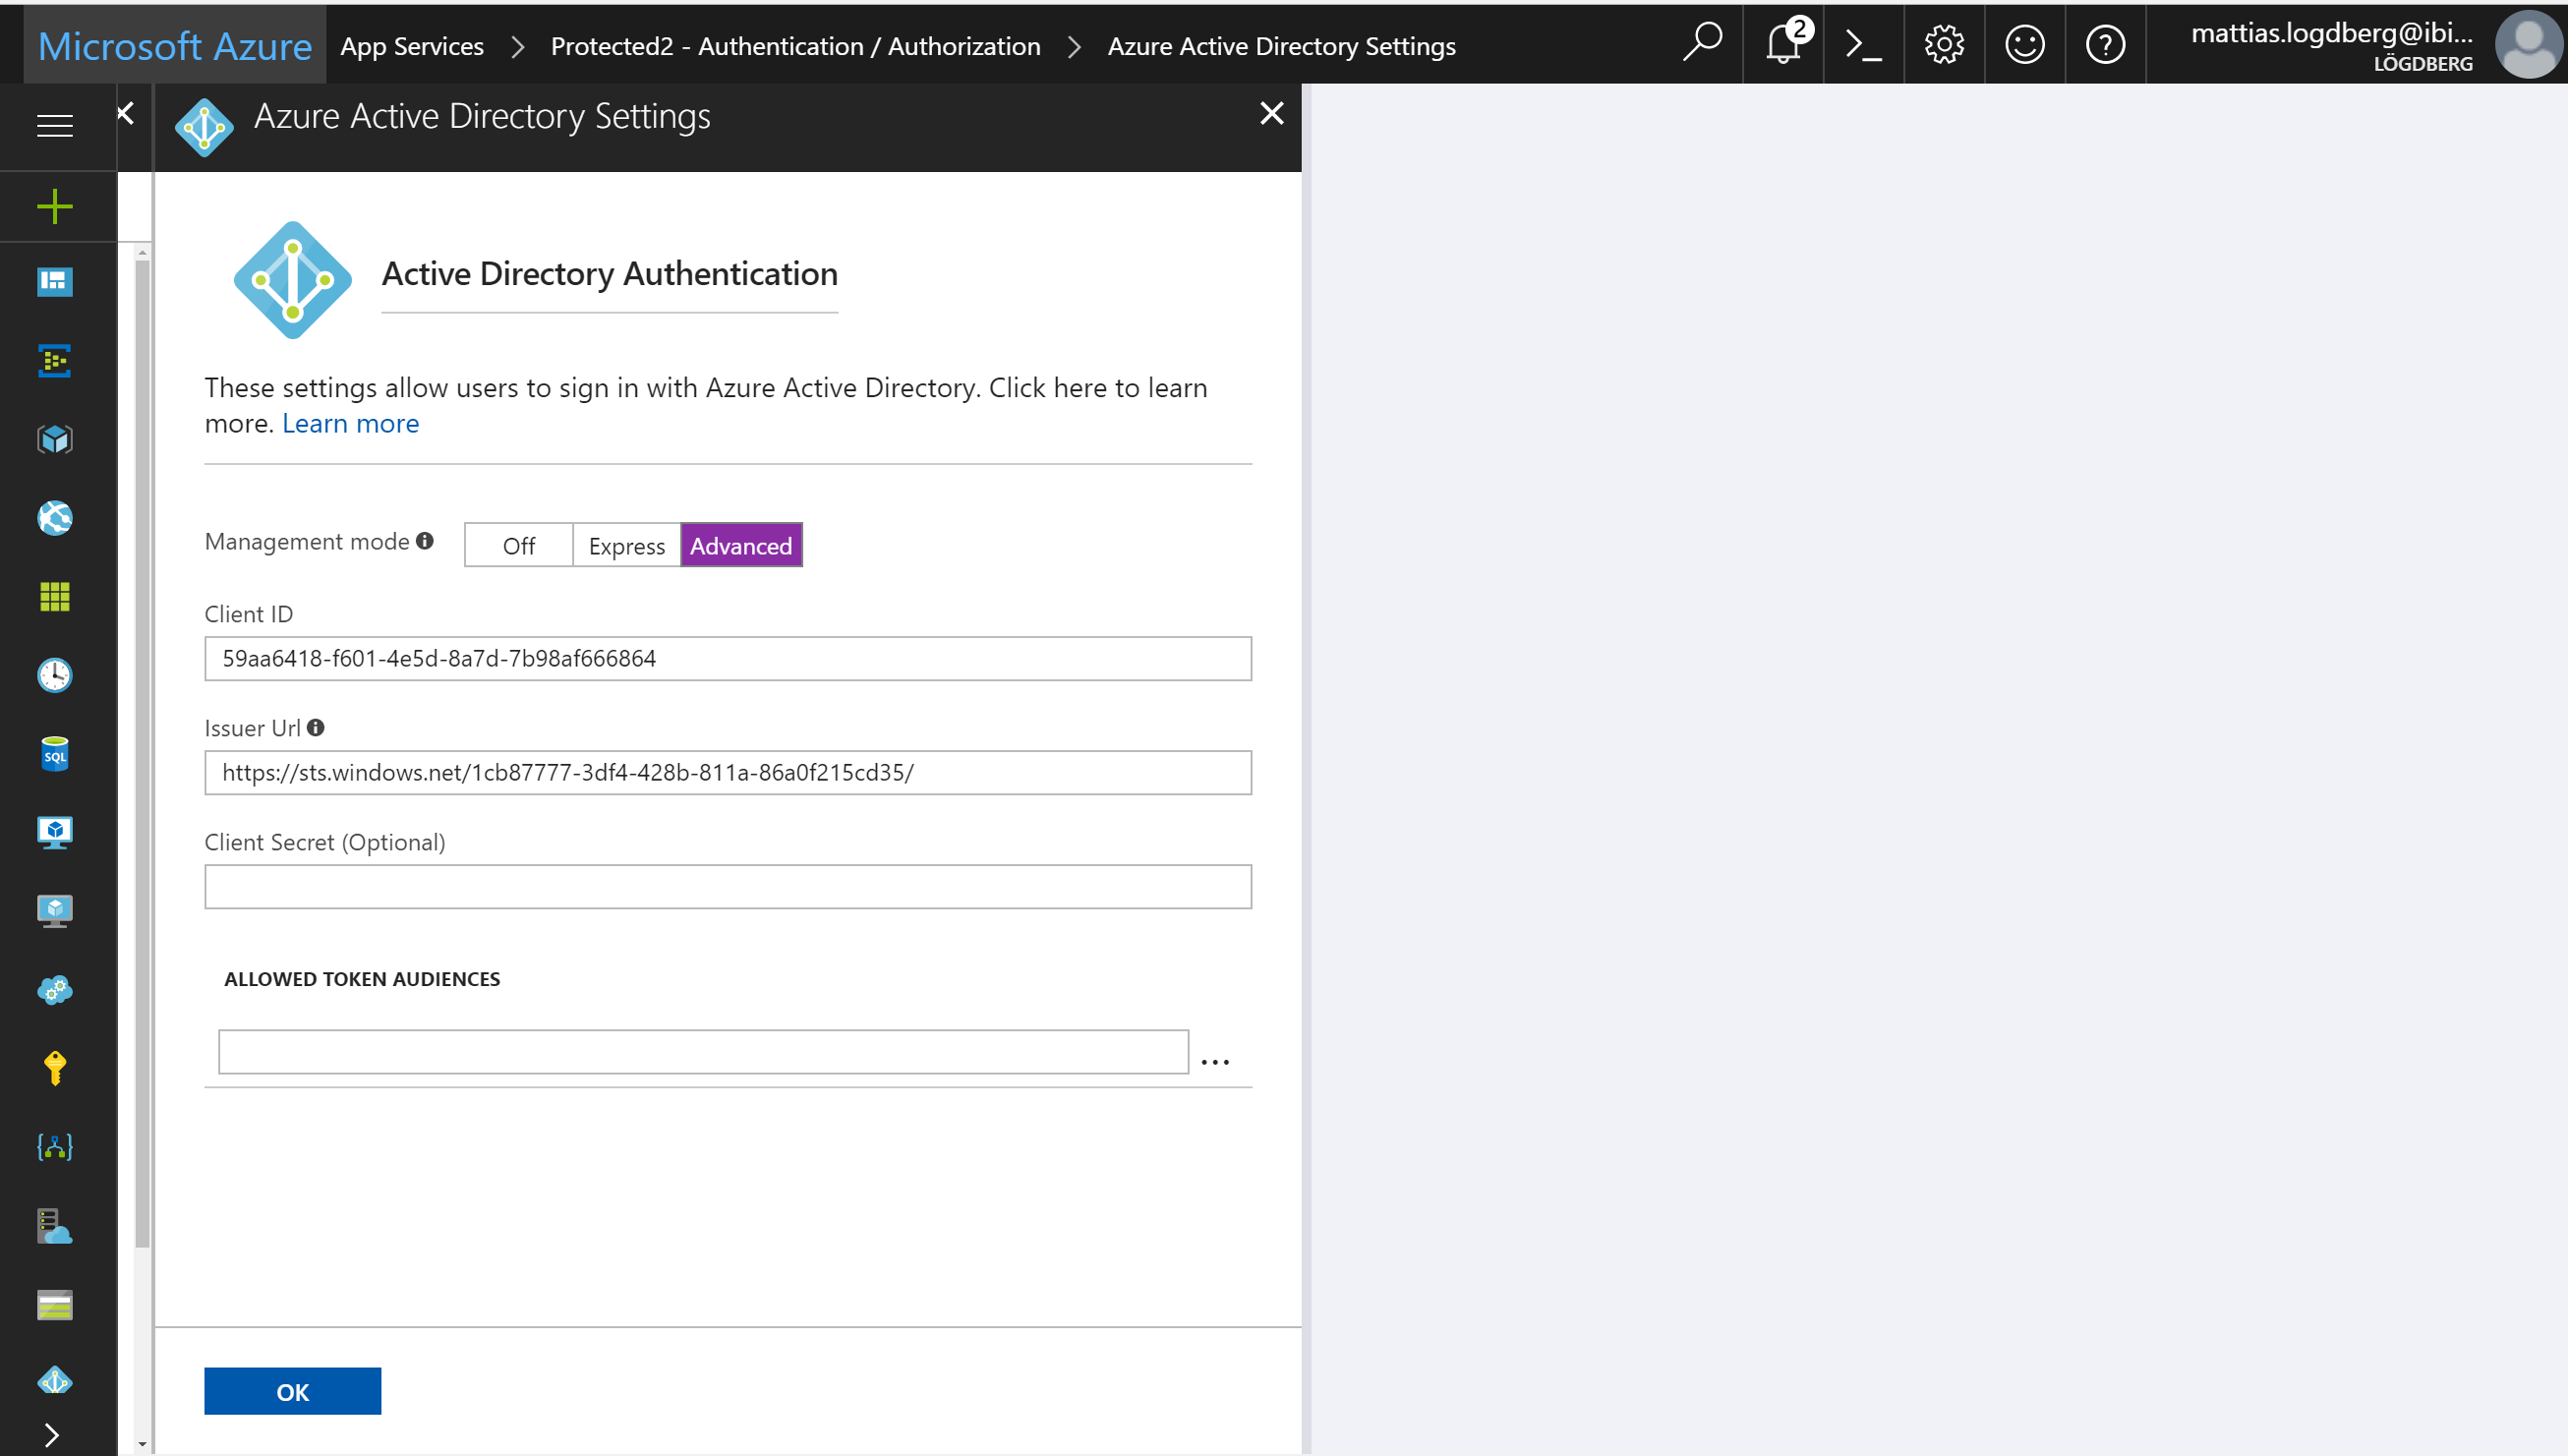 Microsoft Azure App Services > Protected2 - Authentication / Authorization > Azure Active Directory Settings
2
mattias.logdberg@ibi...
LÖGDBERG
Azure Active Directory Settings
Active Directory Authentication
These settings allow users to sign in with Azure Active Directory. Click here to learn
more. Learn more
Management mode Off Express Advanced
Client ID
59aa6418-f601-4e5d-8a7d-7b98af666864
Issuer Url
https://sts.windows.net/1cb87777-3df4-428b-811a-86a0f215cd35/
SQL
Client Secret (Optional)
ALLOWED TOKEN AUDIENCES
...
OK